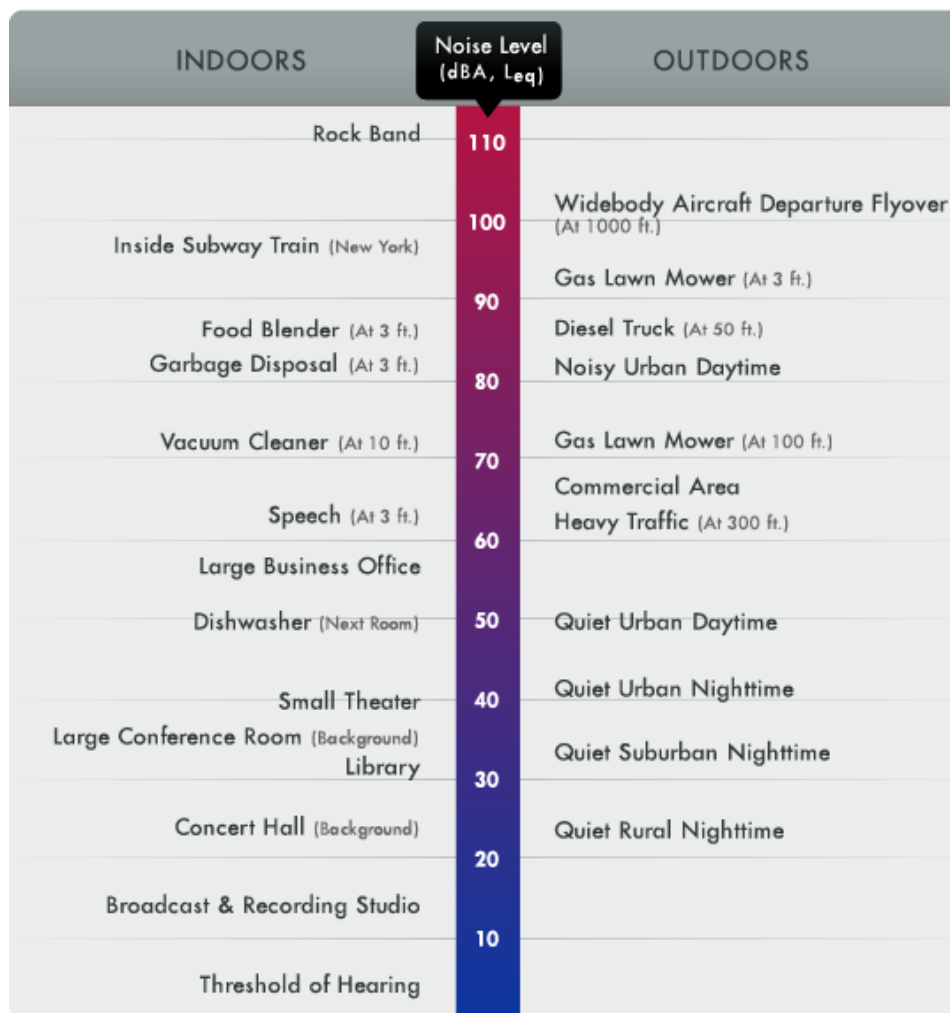 INDOORS
Noise Level
(dBA, Leq)
OUTDOORS
Rock Band
110
Widebody Aircraft Departure Flyover
(At 1000 ft.)
100
Inside Subway Train (New York)
Gas Lawn Mower (At 3 ft.)
90
Food Blender (At 3 ft.)
Diesel Truck (At 50 ft.)
Garbage Disposal (At 3 ft.)
Noisy Urban Daytime
80
Vacuum Cleaner (At 10 ft.)
Gas Lawn Mower (At 100 ft.)
70
Commercial Area
Speech (At 3 ft.)
Heavy Traffic (At 300 ft.)
60
Large Business Office
Dishwasher (Next Room)
50
Quiet Urban Daytime
Quiet Urban Nighttime
Small Theater
40
Large Conference Room (Background)
Quiet Suburban Nighttime
Library
30
Concert Hall (Background)
Quiet Rural Nighttime
20
Broadcast & Recording Studio
10
Threshold of Hearing